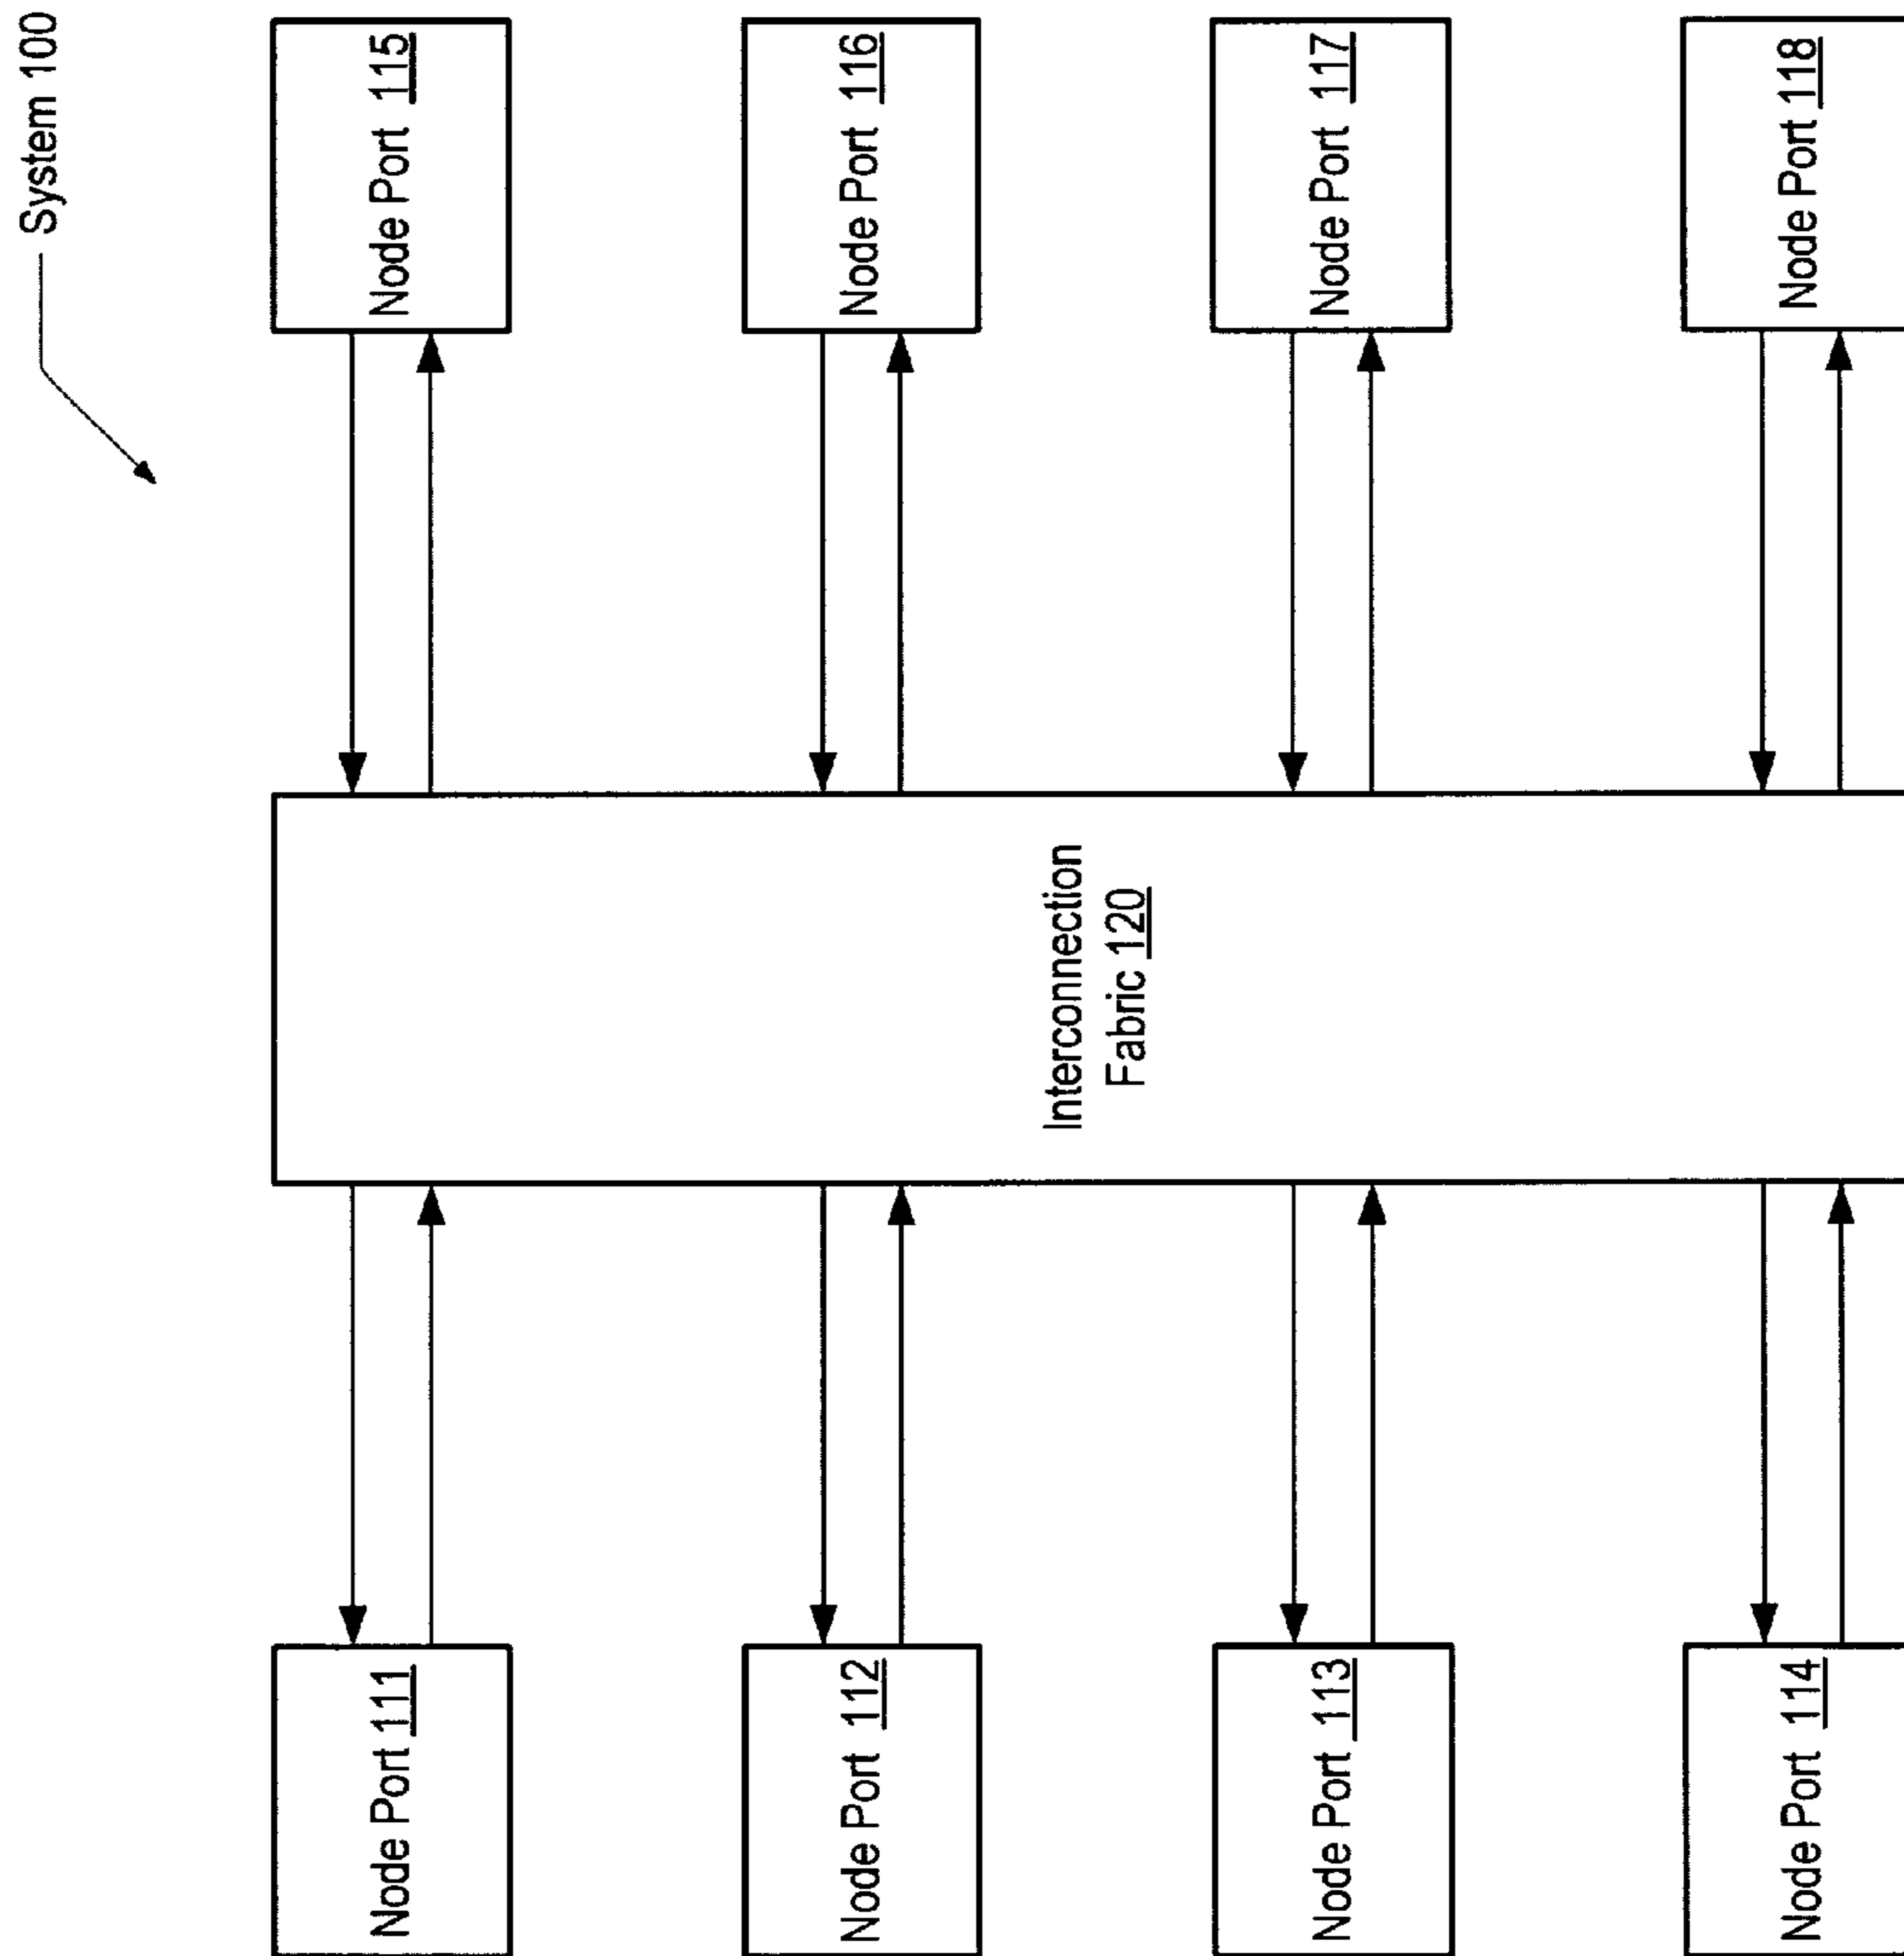 System 100
Node Port 111
Node Port 112
Node Port 113
Node Port 114
Interconnection
Fabric 120
Node Port 115
Node Port 116
Node Port 117
Node Port 118